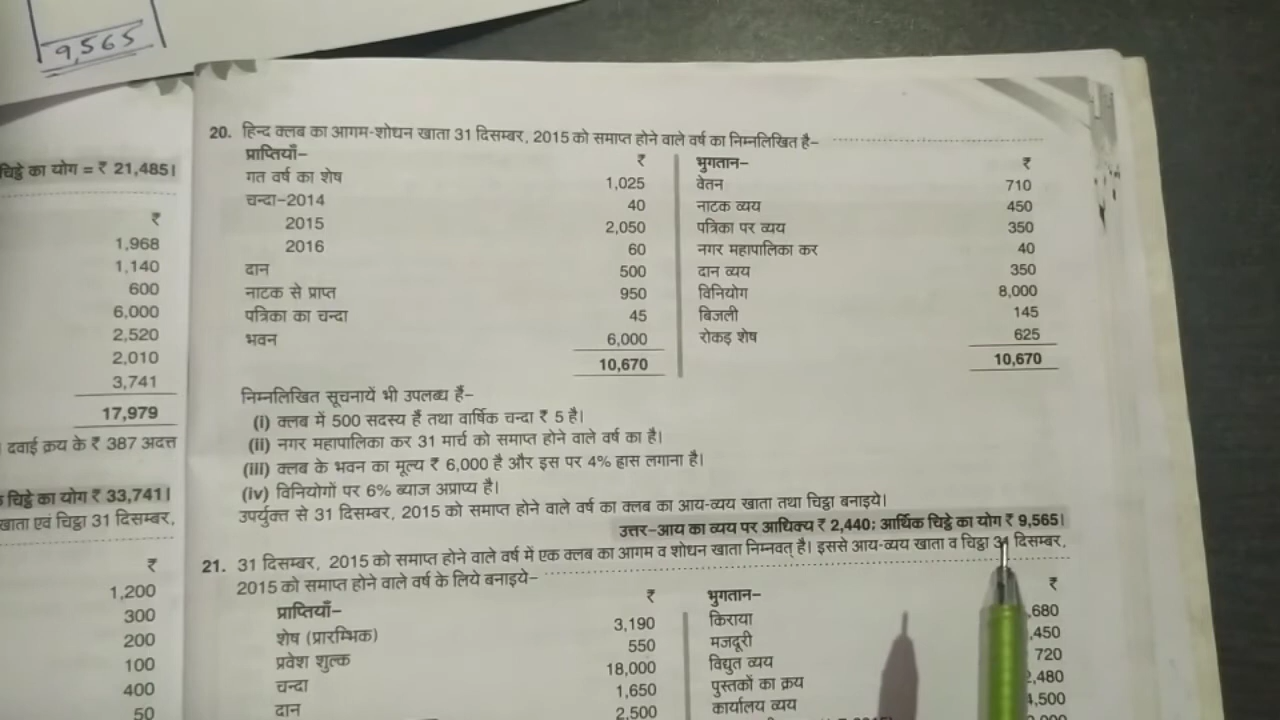 9,565
चिट्ठे का योग = ₹ 21,485।
₹
1,968
1,140
600
6,000
2,520
2,010
3,741
17,979
दवाई क्रय के ₹ 387 अदत्त
चिट्ठे का योग ₹ 33,741।
खाता एवं चिट्ठा 31 दिसम्बर,
₹
1,200
300
200
100
400
50
20. हिन्द क्लब का आगम-शोधन खाता 31 दिसम्बर, 2015 को समाप्त होने वाले वर्ष का निम्नलिखित है–
प्राप्तियाँ– ₹ भुगतान– ₹
गत वर्ष का शेष 1,025 वेतन 710
चन्दा-2014 40 नाटक व्यय 450
2015 2,050 पत्रिका पर व्यय 350
2016 60 नगर महापालिका कर 40
दान 500 दान व्यय 350
नाटक से प्राप्त 950 विनियोग 8,000
पत्रिका का चन्दा 45 बिजली 145
भवन 6,000 रोकड़ शेष 625
10,670 10,670
निम्नलिखित सूचनायें भी उपलब्ध हैं–
(i) क्लब में 500 सदस्य हैं तथा वार्षिक चन्दा ₹ 5 है।
(ii) नगर महापालिका कर 31 मार्च को समाप्त होने वाले वर्ष का है।
(iii) क्लब के भवन का मूल्य ₹ 6,000 है और इस पर 4% ह्रास लगाना है।
(iv) विनियोगों पर 6% ब्याज अप्राप्य है।
उपर्युक्त से 31 दिसम्बर, 2015 को समाप्त होने वाले वर्ष का क्लब का आय-व्यय खाता तथा चिट्ठा बनाइये।
उत्तर–आय का व्यय पर आधिक्य ₹ 2,440; आर्थिक चिट्ठे का योग ₹ 9,565।
21. 31 दिसम्बर, 2015 को समाप्त होने वाले वर्ष में एक क्लब का आगम व शोधन खाता निम्नवत् है। इससे आय-व्यय खाता व चिट्ठा 31 दिसम्बर,
2015 को समाप्त होने वाले वर्ष के लिये बनाइये–
प्राप्तियाँ– ₹ भुगतान– ₹
शेष (प्रारम्भिक) 3,190 किराया ,680
प्रवेश शुल्क 550 मजदूरी ,450
चन्दा 18,000 विद्युत व्यय 720
दान 1,650 पुस्तकों का क्रय ,480
2,500 कार्यालय व्यय ,500